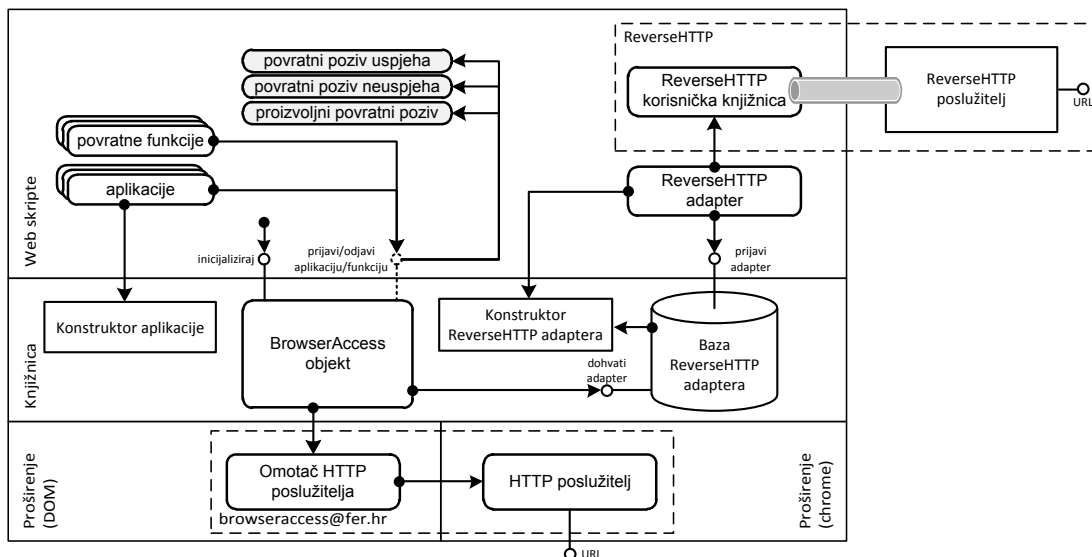 ReverseHTTP
povratni poziv uspjeha
povratni poziv neuspjeha
proizvoljni povratni poziv
ReverseHTTP
korisnička knjižnica
ReverseHTTP
poslužitelj
URL
povratne funkcije
aplikacije
ReverseHTTP
adapter
Web skripte
inicijaliziraj
prijavi/odjavi
aplikaciju/funkciju
prijavi
adapter
Konstruktor aplikacije
BrowserAccess
objekt
Konstruktor
ReverseHTTP adaptera
Baza
ReverseHTTP
adaptera
dohvati
adapter
Knjižnica
Omotač HTTP
poslužitelja
HTTP poslužitelj
browseraccess@fer.hr
Proširenje
(DOM)
Proširenje
(chrome)
URL